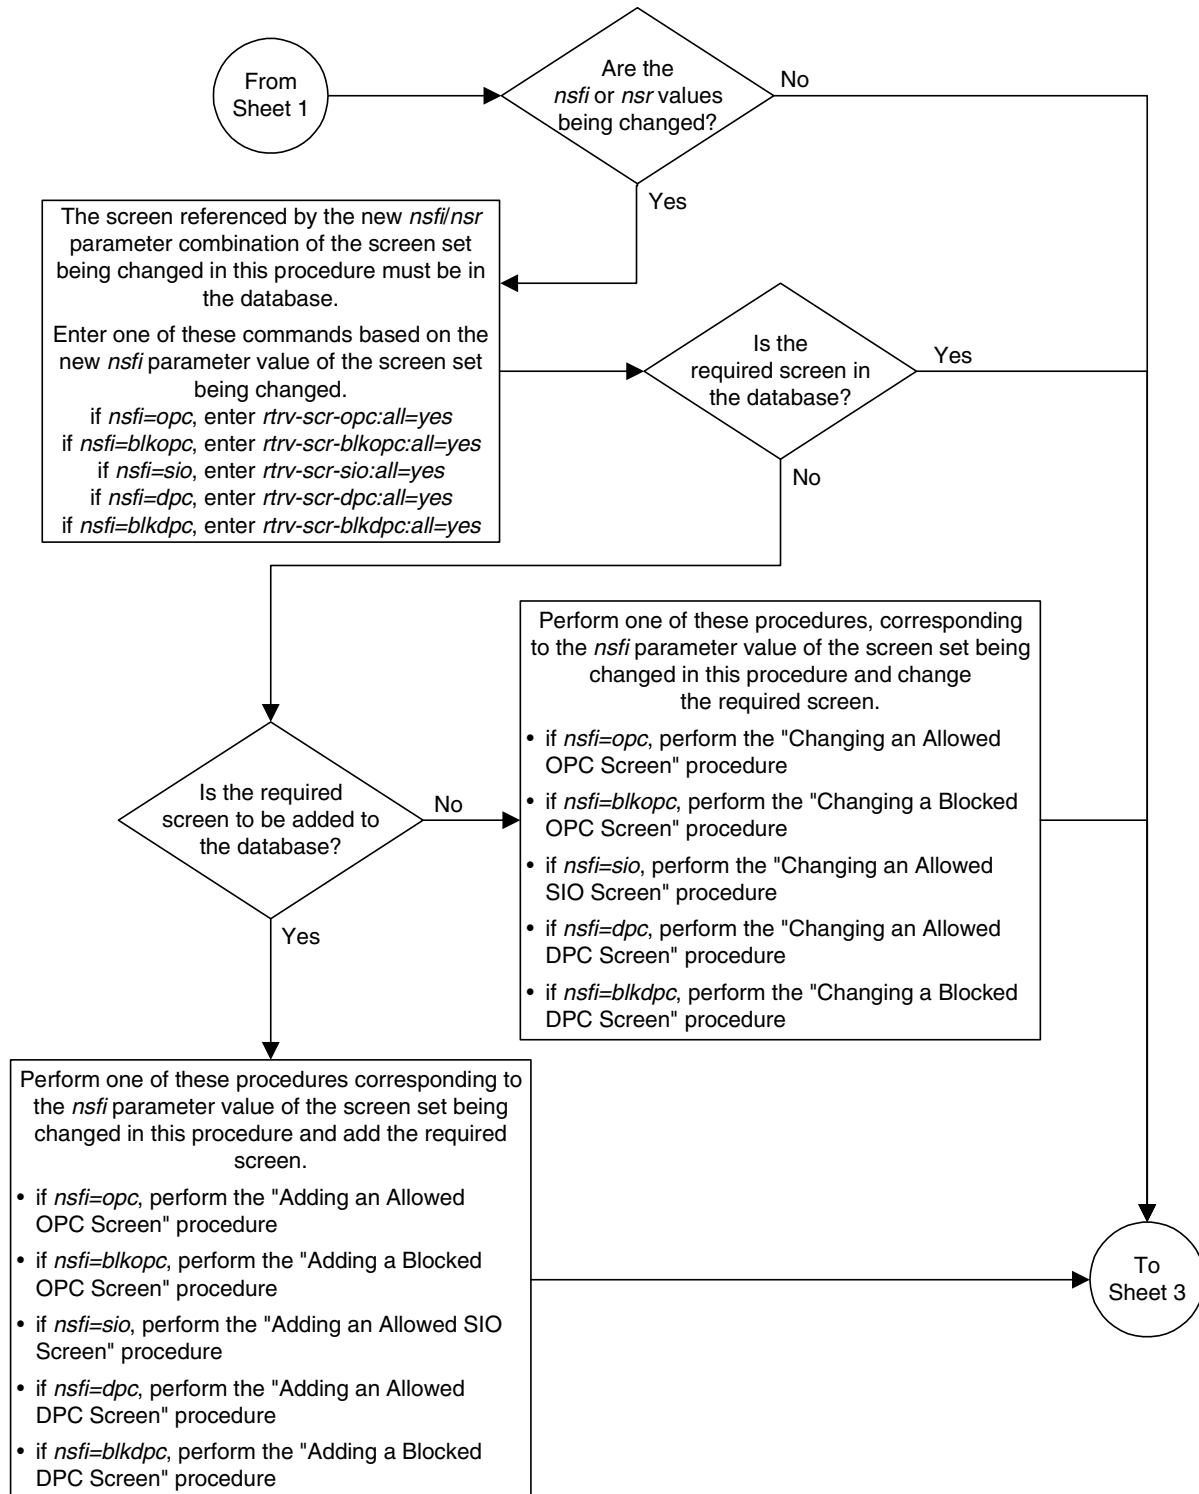 From
Sheet 1
Are the
nsfi or nsr values
being changed?
No
Yes
The screen referenced by the new nsfi/nsr
parameter combination of the screen set
being changed in this procedure must be in
the database.
Enter one of these commands based on the
new nsfi parameter value of the screen set
being changed.
if nsfi=opc, enter rtrv-scr-opc:all=yes
if nsfi=blkopc, enter rtrv-scr-blkopc:all=yes
if nsfi=sio, enter rtrv-scr-sio:all=yes
if nsfi=dpc, enter rtrv-scr-dpc:all=yes
if nsfi=blkdpc, enter rtrv-scr-blkdpc:all=yes
Is the
required screen in
the database?
Yes
No
Is the required
screen to be added to
the database?
No
Yes
Perform one of these procedures, corresponding
to the nsfi parameter value of the screen set being
changed in this procedure and change
the required screen.
• if nsfi=opc, perform the "Changing an Allowed
OPC Screen" procedure
• if nsfi=blkopc, perform the "Changing a Blocked
OPC Screen" procedure
• if nsfi=sio, perform the "Changing an Allowed
SIO Screen" procedure
• if nsfi=dpc, perform the "Changing an Allowed
DPC Screen" procedure
• if nsfi=blkdpc, perform the "Changing a Blocked
DPC Screen" procedure
Perform one of these procedures corresponding to
the nsfi parameter value of the screen set being
changed in this procedure and add the required
screen.
• if nsfi=opc, perform the "Adding an Allowed
OPC Screen" procedure
• if nsfi=blkopc, perform the "Adding a Blocked
OPC Screen" procedure
• if nsfi=sio, perform the "Adding an Allowed SIO
Screen" procedure
• if nsfi=dpc, perform the "Adding an Allowed
DPC Screen" procedure
• if nsfi=blkdpc, perform the "Adding a Blocked
DPC Screen" procedure
To
Sheet 3